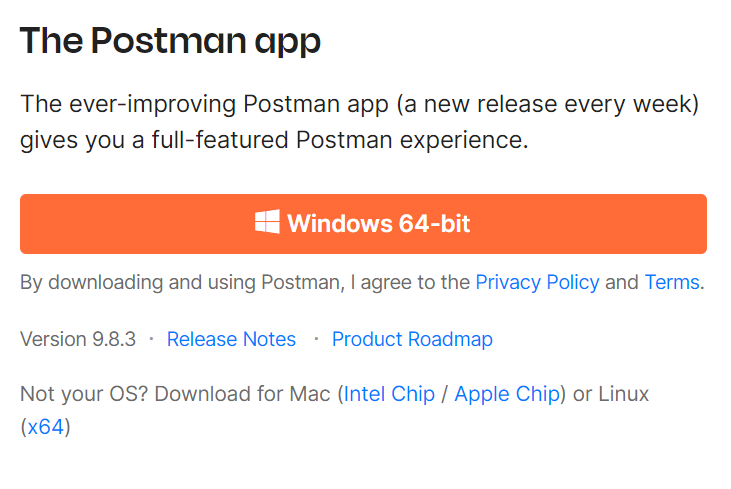 The Postman app
The ever-improving Postman app (a new release every week)
gives you a full-featured Postman experience.
Windows 64-bit
By downloading and using Postman, I agree to the Privacy Policy and Terms.
Version 9.8.3 · Release Notes · Product Roadmap
Not your OS? Download for Mac (Intel Chip / Apple Chip) or Linux
(x64)